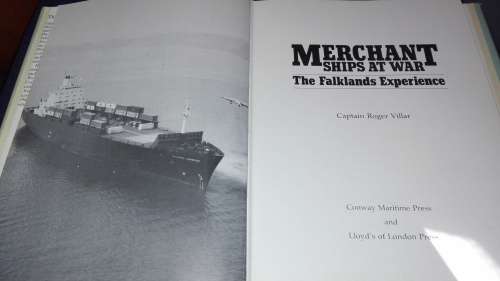 MERCHANT
SHIPS AT WAR
The Falklands Experience
Captain Roger Villar
Conway Maritime Press
and
Lloyd's of London Press